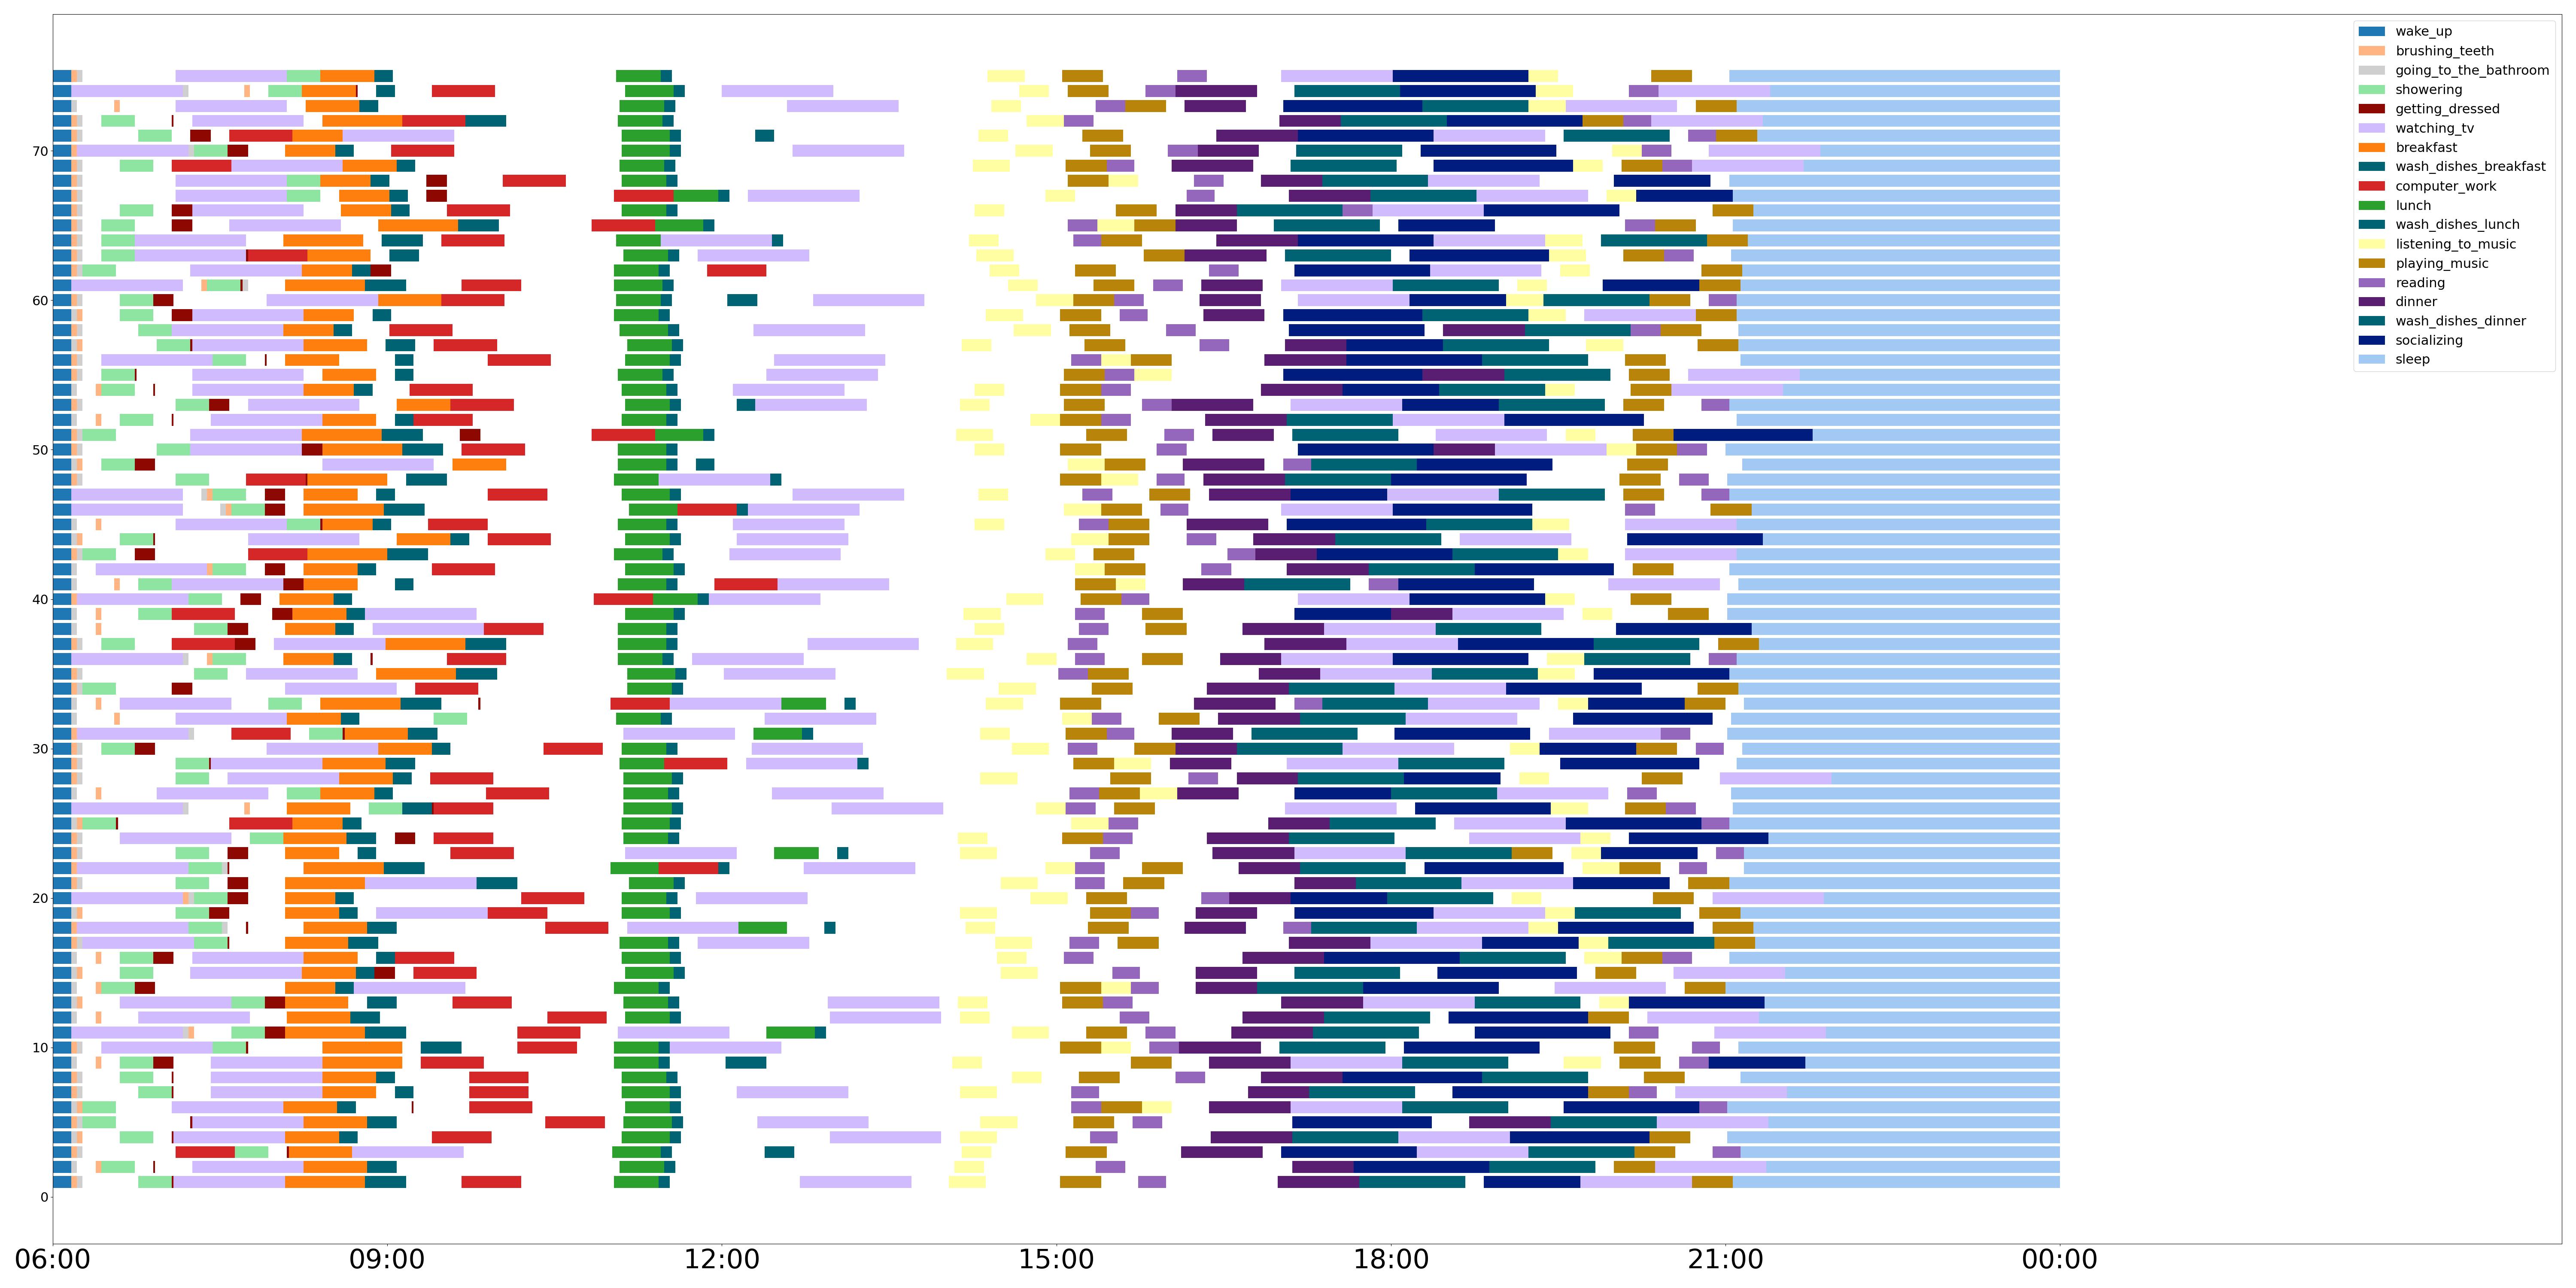 wake_up
brushing_teeth
going_to_the_bathroom
showering
getting_dressed
watching_tv
breakfast
wash_dishes_breakfast
computer_work
lunch
wash_dishes_lunch
listening_to_music
playing_music
reading
dinner
wash_dishes_dinner
socializing
sleep
70
60
50
40
30
20
10
0
06:00 09:00 12:00 15:00 18:00 21:00 00:00